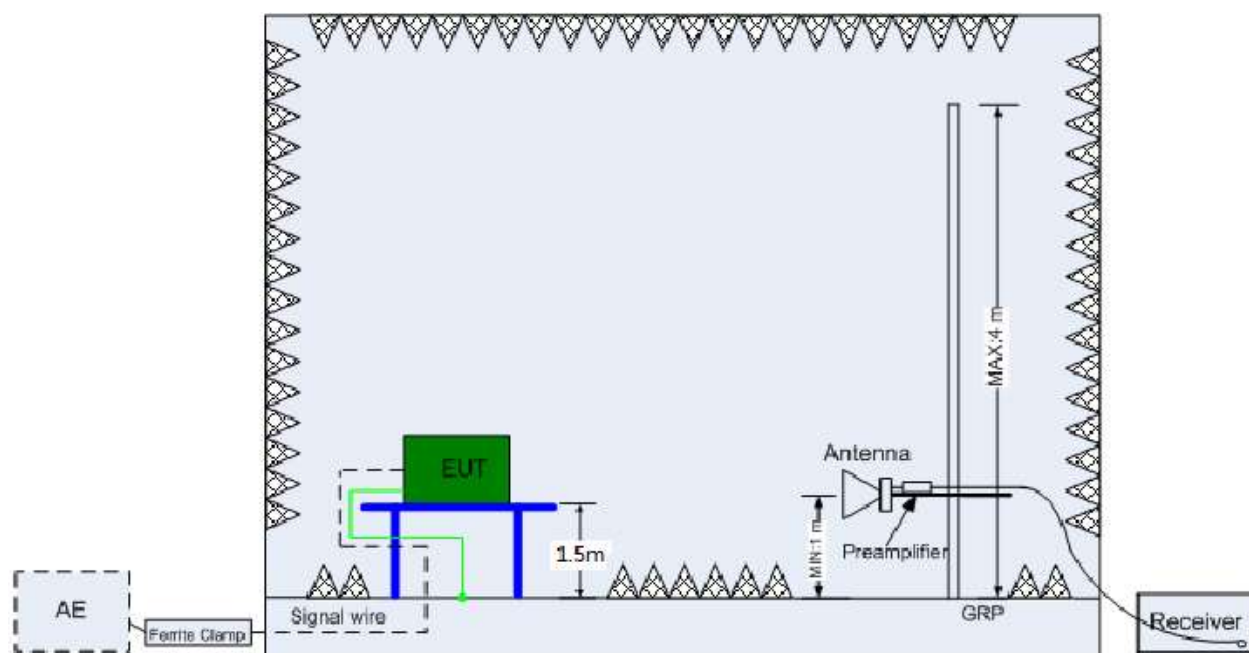 EUT
1.5m
Antenna
MIN:1 m
Preamplifier
MAX:4 m
AE
Ferrite Clamp
Signal wire
GRP
Receiver